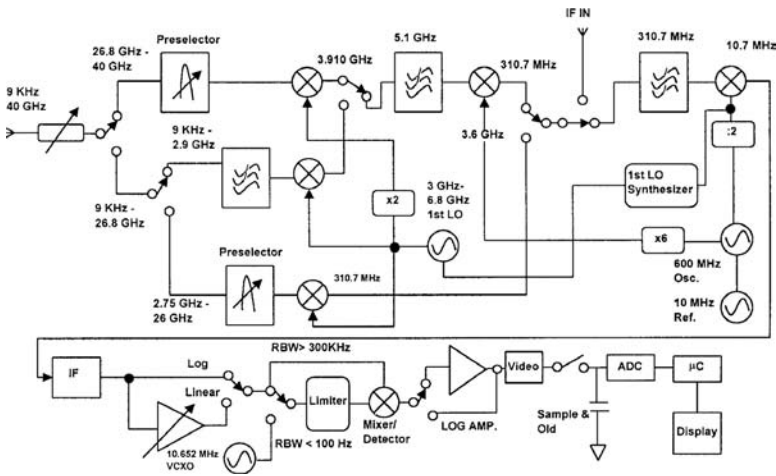 IF IN
26.8 GHz -
40 GHz
Preselector
3.910 GHz
5.1 GHz
310.7 MHz
310.7 MHz
10.7 MHz
9 KHz
40 GHz
9 KHz -
2.9 GHz
3.6 GHz
:2
1st LO
Synthesizer
9 KHz -
26.8 GHz
x2
3 GHz-
6.8 GHz
1st LO
x6
600 MHz
Osc.
Preselector
310.7 MHz
2.75 GHz -
26 GHz
10 MHz
Ref.
IF
Log
RBW> 300KHz
Linear
Limiter
Mixer/
Detector
LOG AMP.
Video
ADC
µC
Sample &
Old
Display
10.652 MHz
VCXO
RBW < 100 Hz